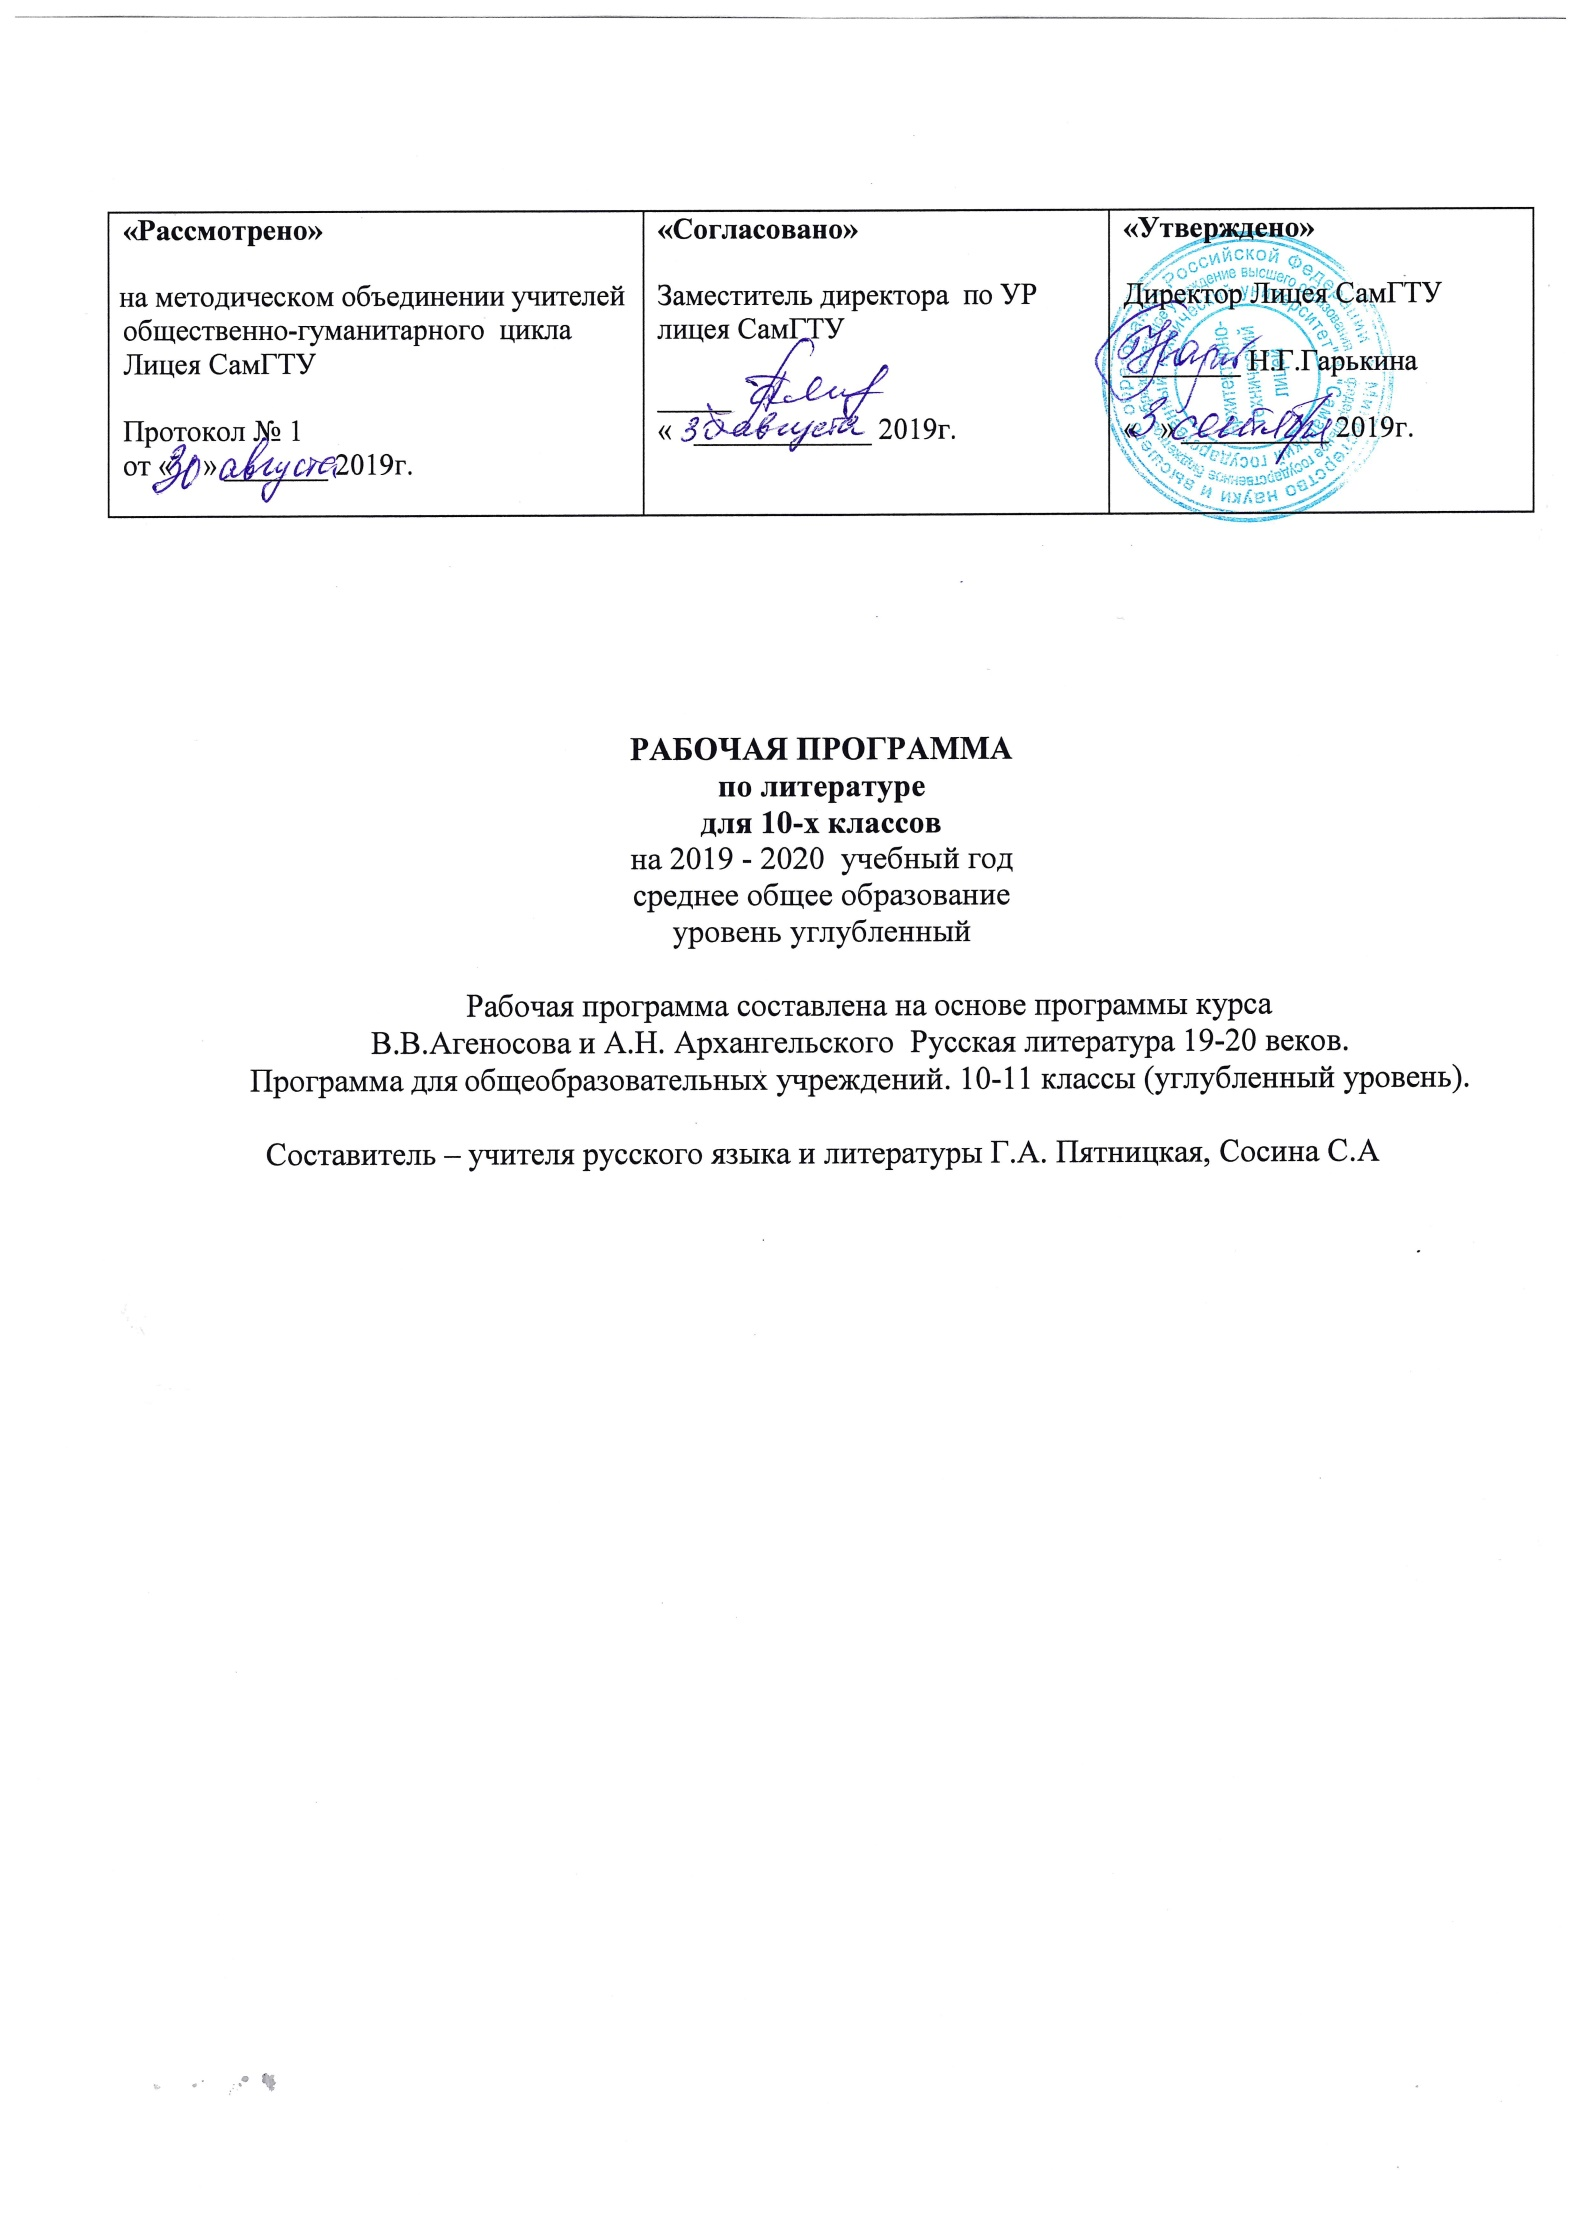 «Рассмотрено»
на методическом объединении учителей
общественно-гуманитарного цикла
Лицея СамГТУ
Протокол № 1
от «30» августа 2019г.
«Согласовано»
Заместитель директора по УР
лицея СамГТУ
« 30 августа 2019г.
«Утверждено»
Директор Лицея СамГТУ
Н.Г.Гарькина
«3» сентября 2019г.
РАБОЧАЯ ПРОГРАММА
по литературе
для 10-х классов
на 2019 - 2020 учебный год
среднее общее образование
уровень углубленный
Рабочая программа составлена на основе программы курса
В.В.Агеносова и А.Н. Архангельского Русская литература 19-20 веков.
Программа для общеобразовательных учреждений. 10-11 классы (углубленный уровень).
Составитель – учителя русского языка и литературы Г.А. Пятницкая, Сосина С.А